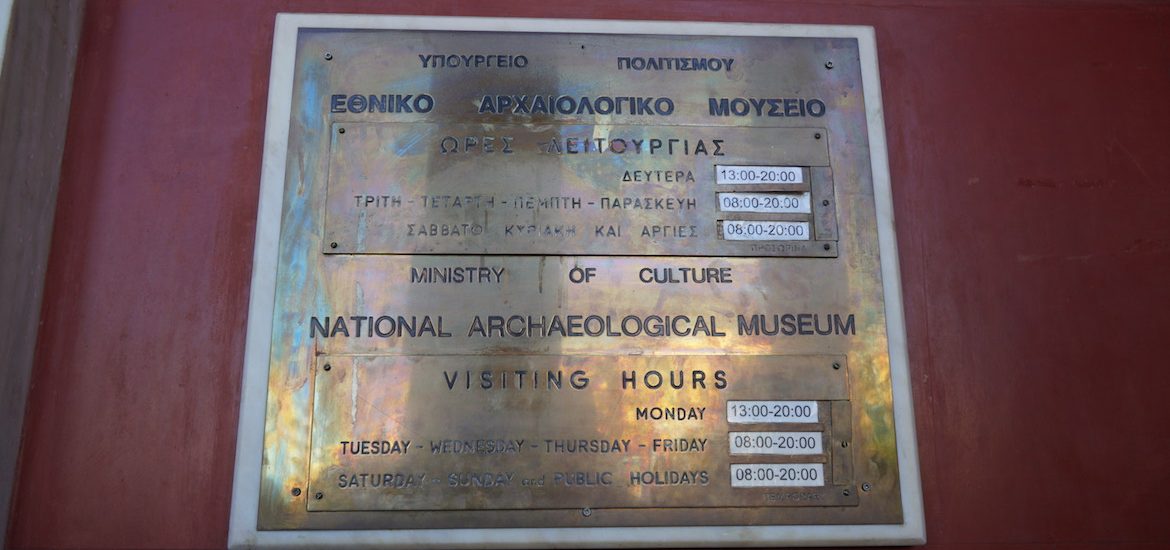 ΥΠΟΥΡΓΕΙΟ ΠΟΛΙΤΙΣΜΟΥ
ΕΘΝΙΚΟ ΑΡΧΑΙΟΛΟΓΙΚΟ ΜΟΥΣΕΙΟ
ΩΡΕΣ ΛΕΙΤΟΥΡΓΙΑΣ
ΔΕΥΤΕΡΑ 13:00-20:00
ΤΡΙΤΗ - ΤΕΤΑΡΤΗ - ΠΕΜΠΤΗ - ΠΑΡΑΣΚΕΥΗ 08:00-20:00
ΣΑΒΒΑΤΟ ΚΥΡΙΑΚΗ ΚΑΙ ΑΡΓΙΕΣ 08:00-20:00
ΠΡΟΣΩΡΙΝΑ
MINISTRY OF CULTURE
NATIONAL ARCHAEOLOGICAL MUSEUM
VISITING HOURS
MONDAY 13:00-20:00
TUESDAY - WEDNESDAY - THURSDAY - FRIDAY 08:00-20:00
SATURDAY - SUNDAY and PUBLIC HOLIDAYS 08:00-20:00